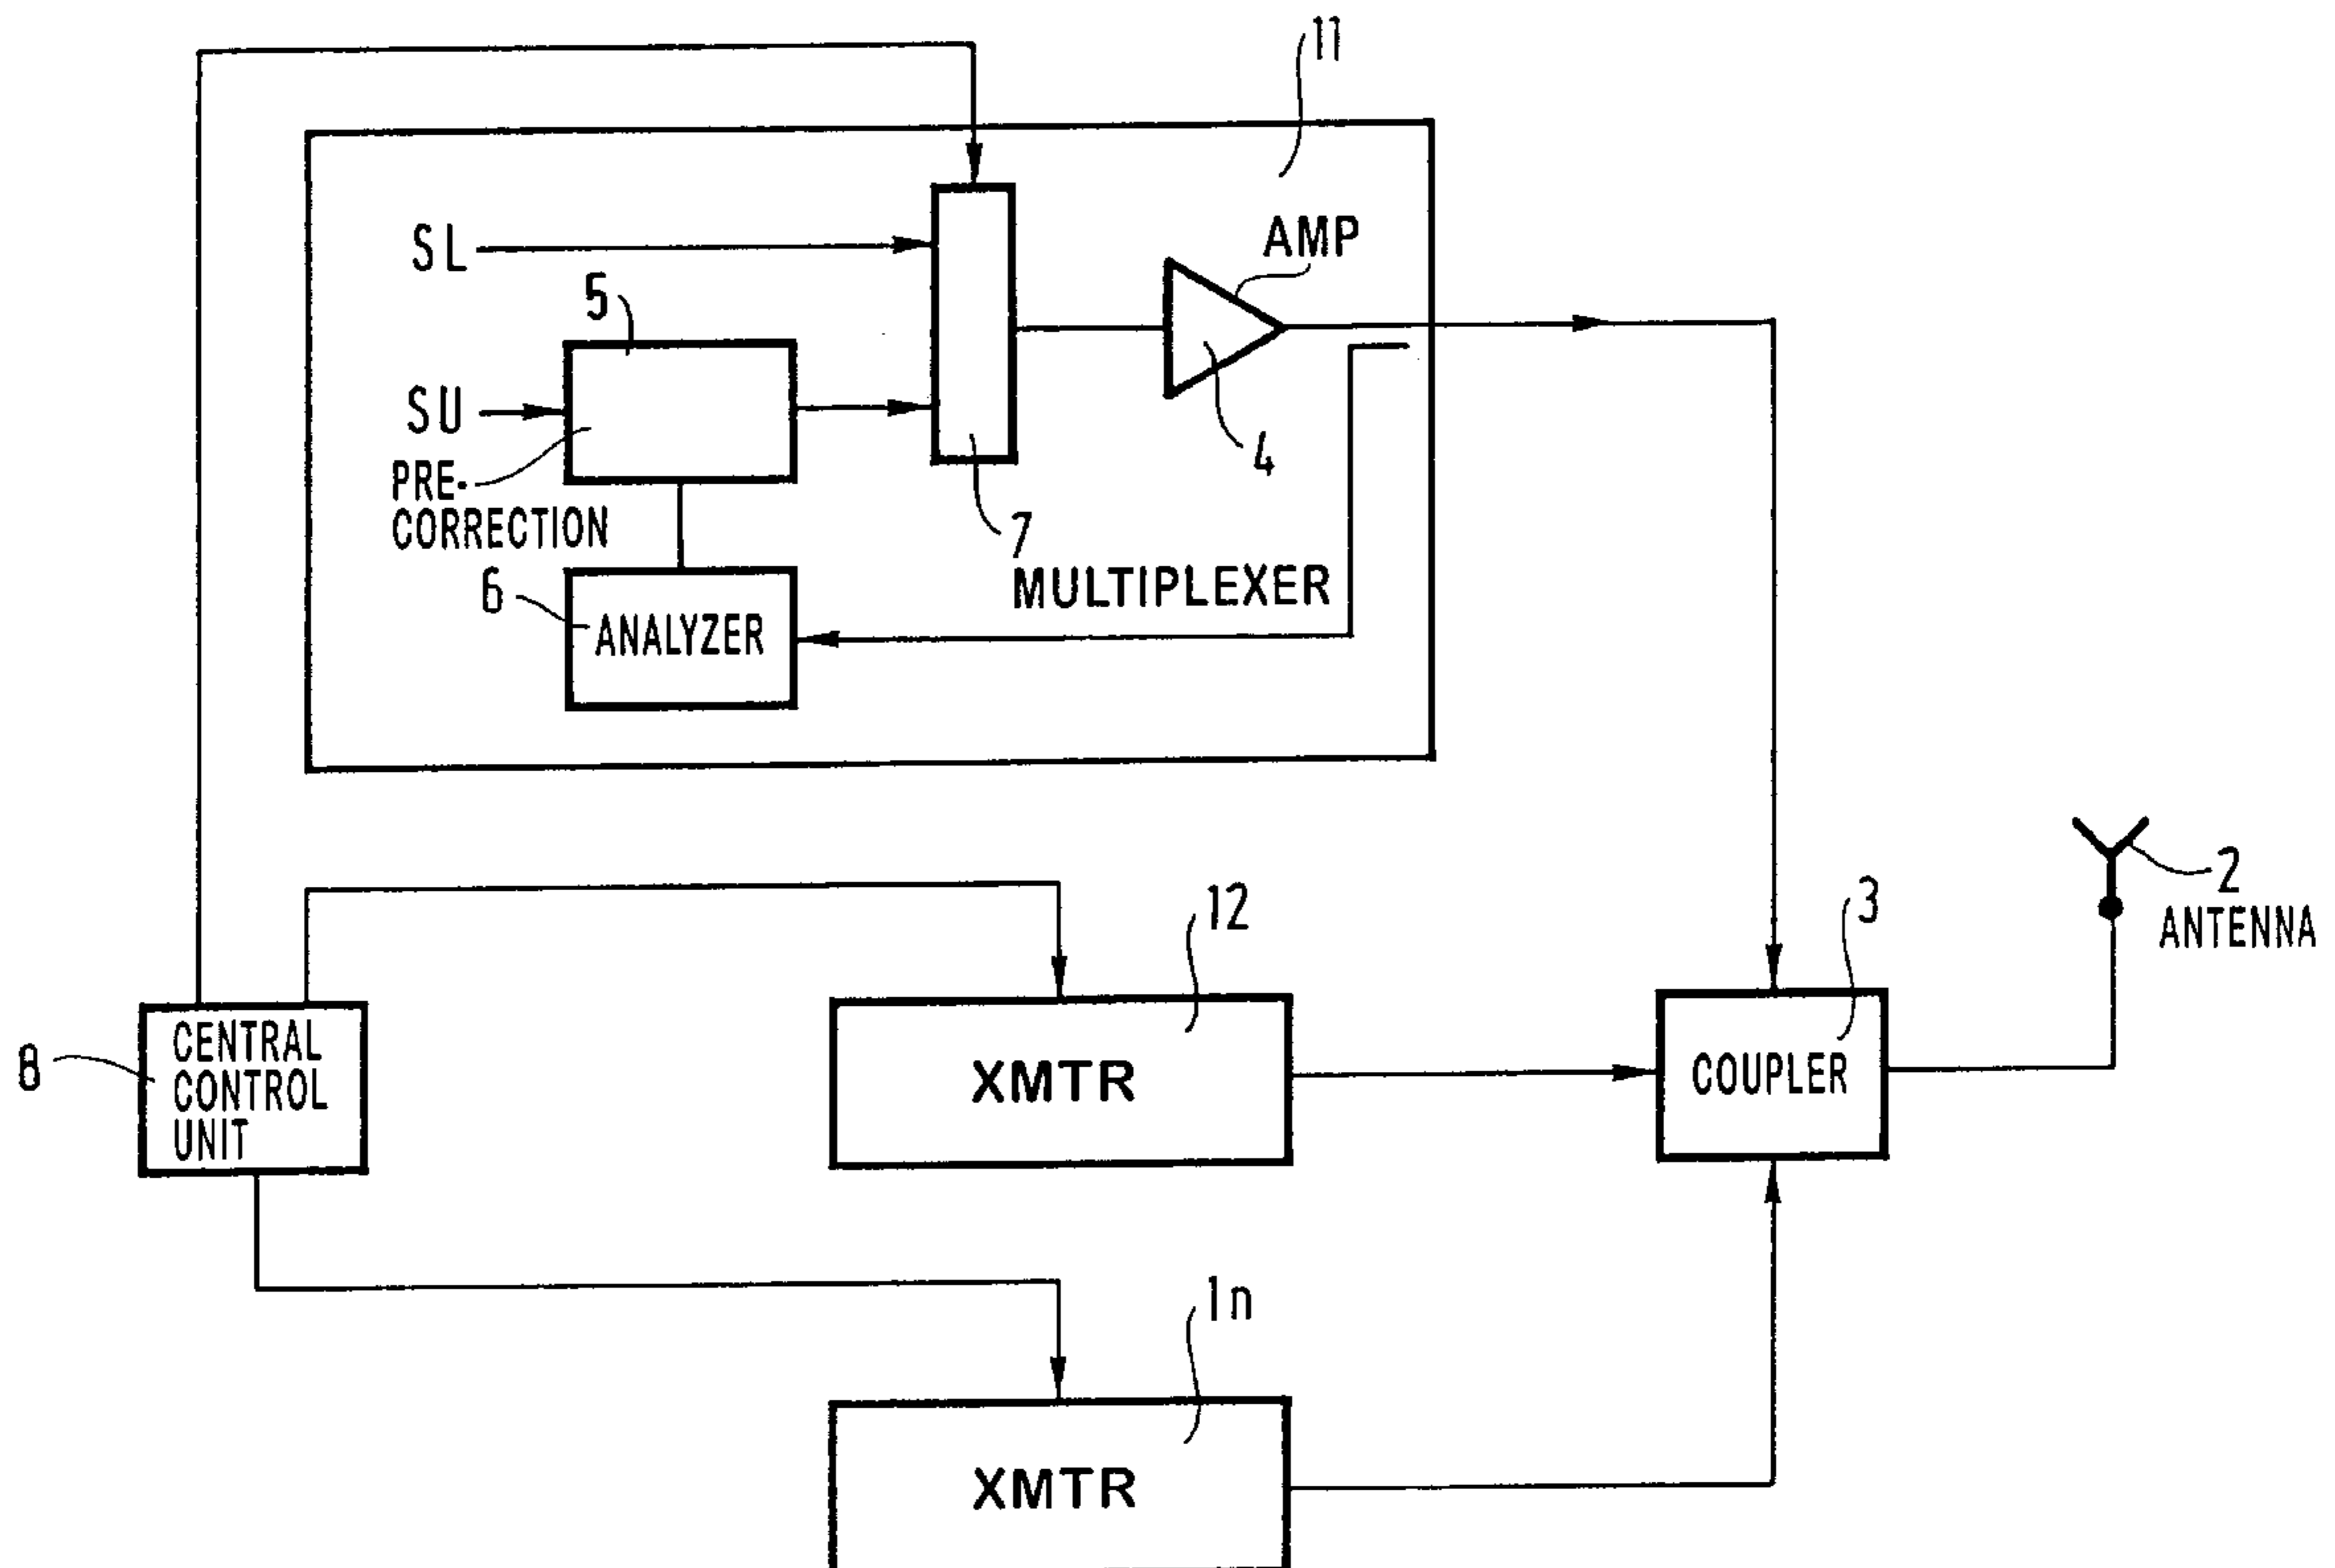 11
SL
AMP
5
SU
4
PRE-
CORRECTION
7
MULTIPLEXER
6
ANALYZER
2
ANTENNA
12
3
CENTRAL
CONTROL
UNIT
8
XMTR
COUPLER
1n
XMTR